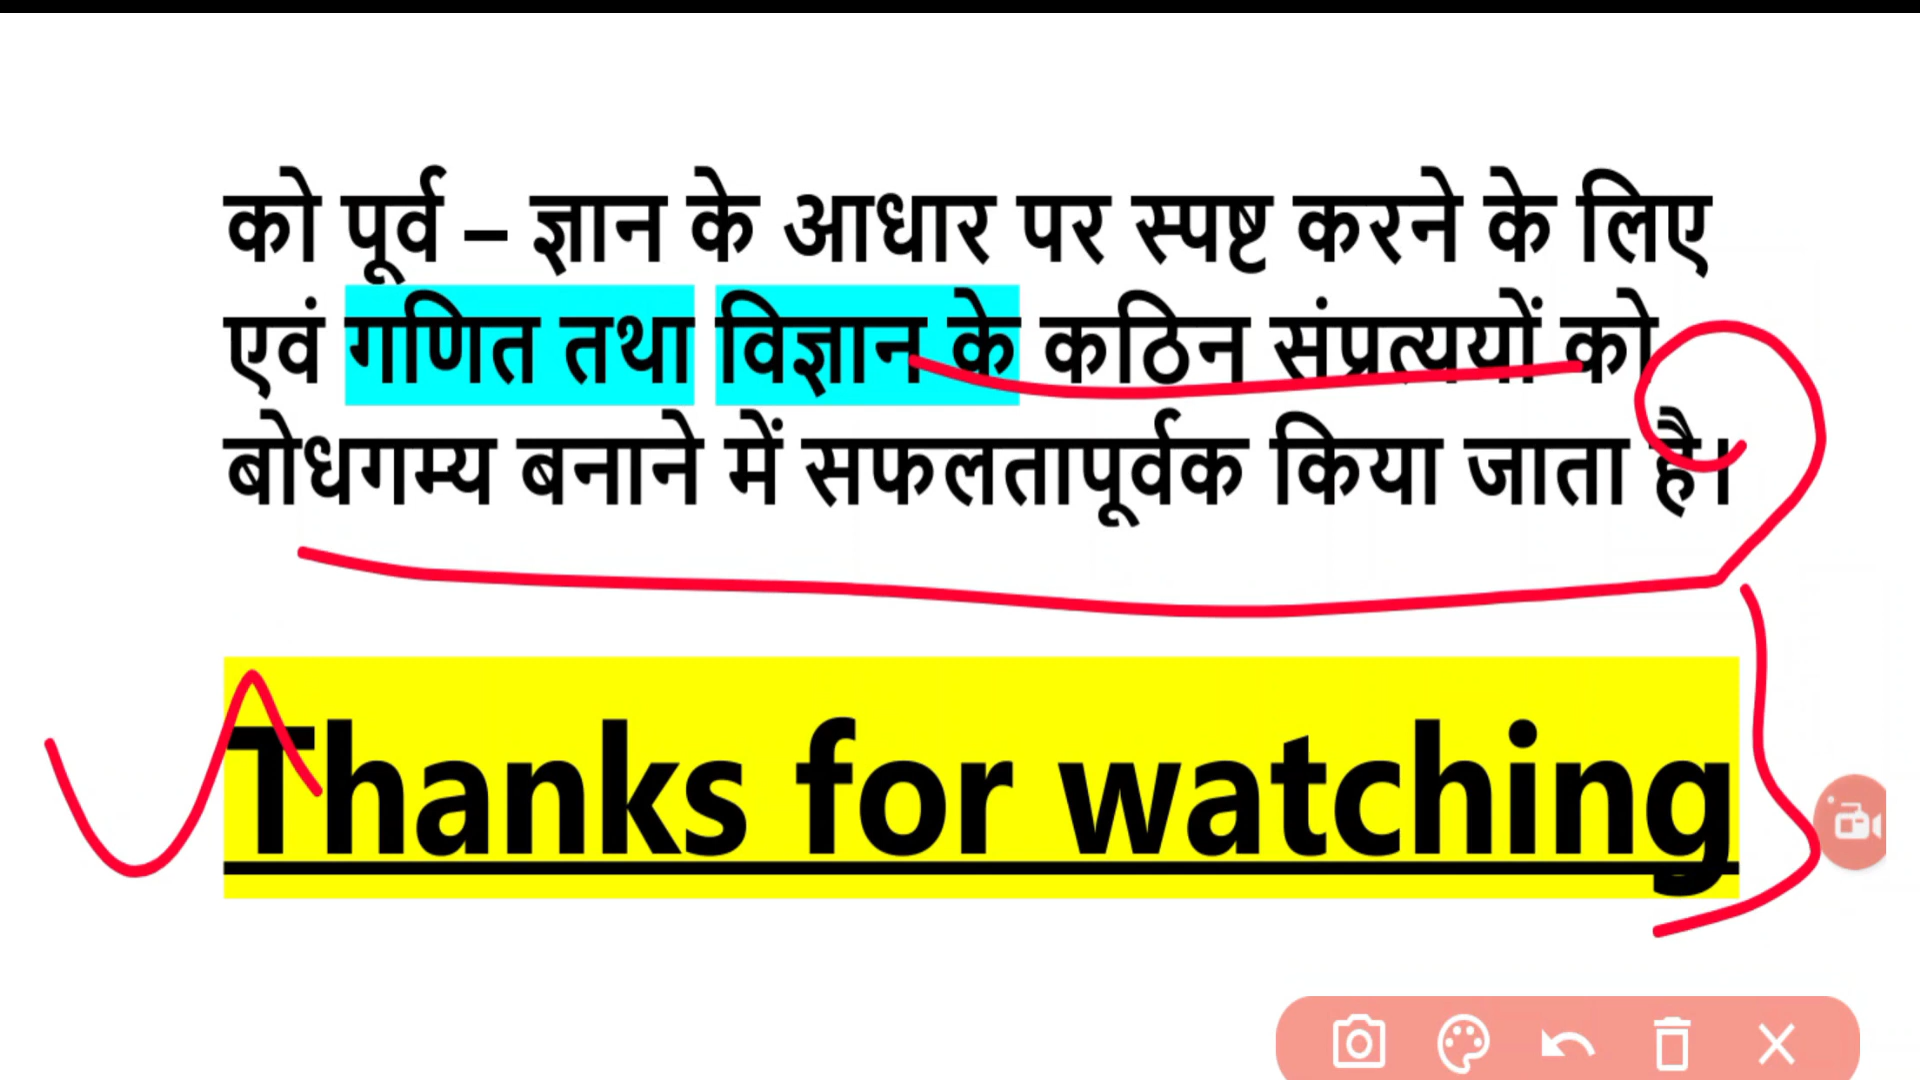 को पूर्व – ज्ञान के आधार पर स्पष्ट करने के लिए
एवं गणित तथा विज्ञान के कठिन संप्रत्ययों को
बोधगम्य बनाने में सफलतापूर्वक किया जाता है।
Thanks for watching